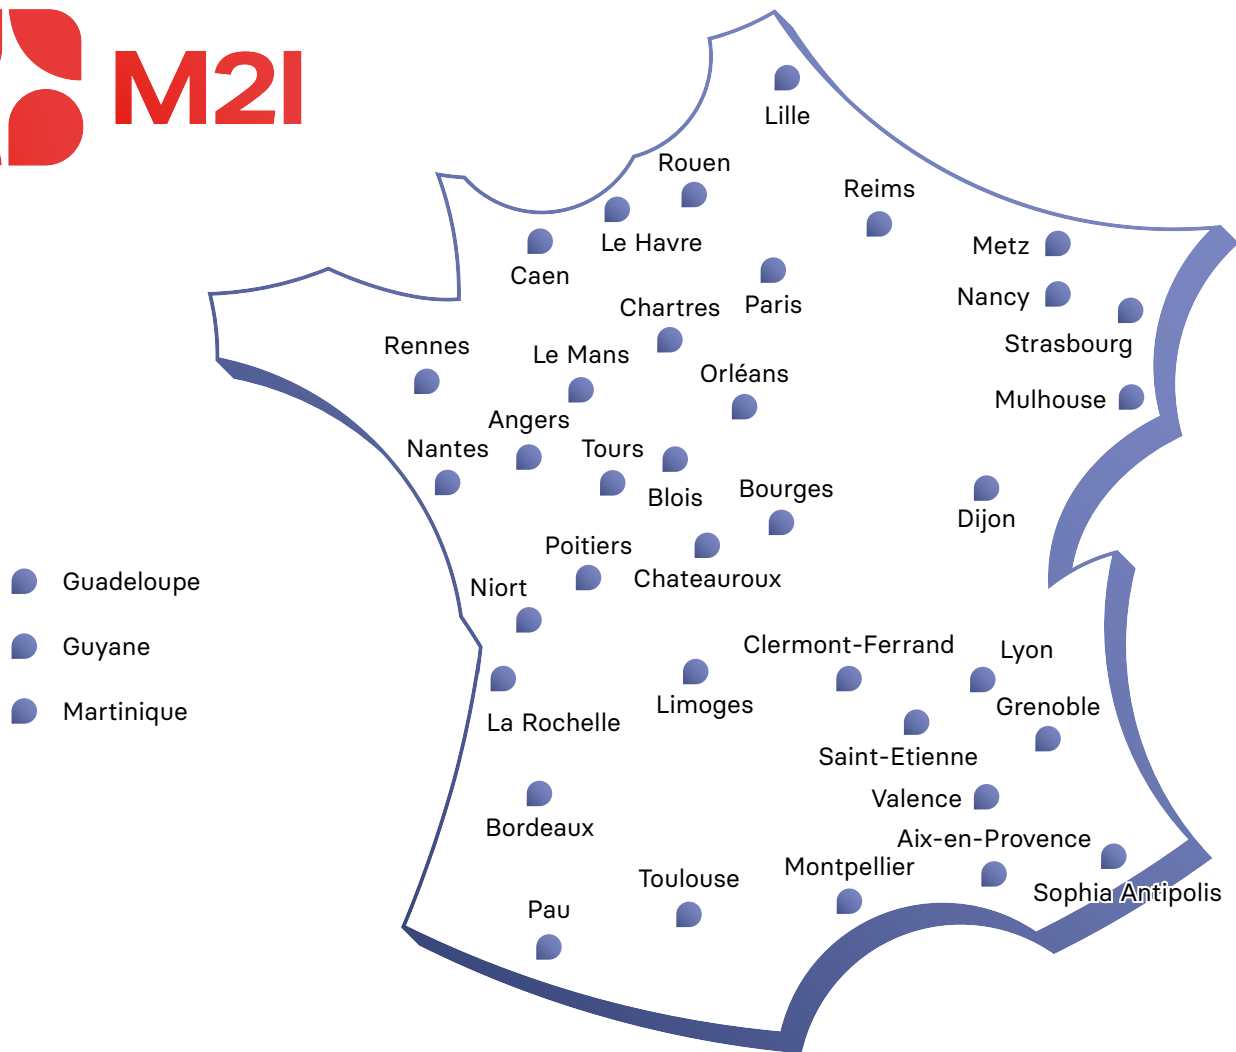 M2I
Lille
Rouen
Reims
Le Havre
Metz
Caen
Nancy
Paris
Chartres
Strasbourg
Rennes
Le Mans
Orléans
Mulhouse
Angers
Nantes
Tours
Bourges
Blois
Dijon
Poitiers
Chateauroux
Guadeloupe
Niort
Guyane
Clermont-Ferrand
Lyon
Limoges
Grenoble
Martinique
La Rochelle
Saint-Etienne
Valence
Bordeaux
Aix-en-Provence
Montpellier
Toulouse
Sophia Antipolis
Pau